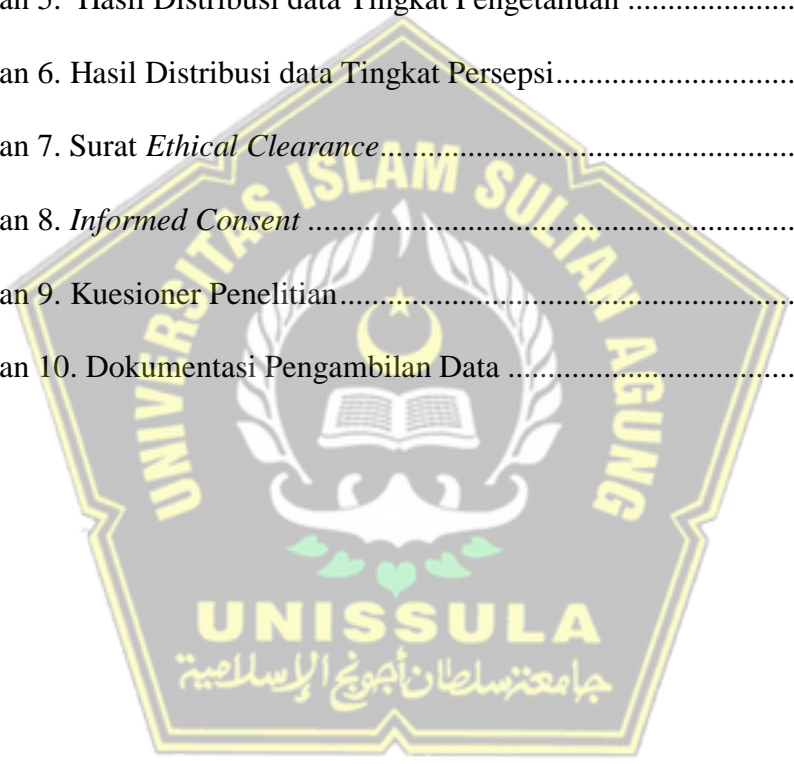 an 5. Hasil Distribusi data Tingkat Pengetahuan ....................
an 6. Hasil Distribusi data Tingkat Persepsi.............................
an 7. Surat Ethical Clearance..................................................
an 8. Informed Consent ..........................................................
an 9. Kuesioner Penelitian.......................................................
an 10. Dokumentasi Pengambilan Data ..................................
UNIVERSITAS ISLAM SULTAN AGUNG
UNISSULA
جامعة سلطان أجونج الإسلامية